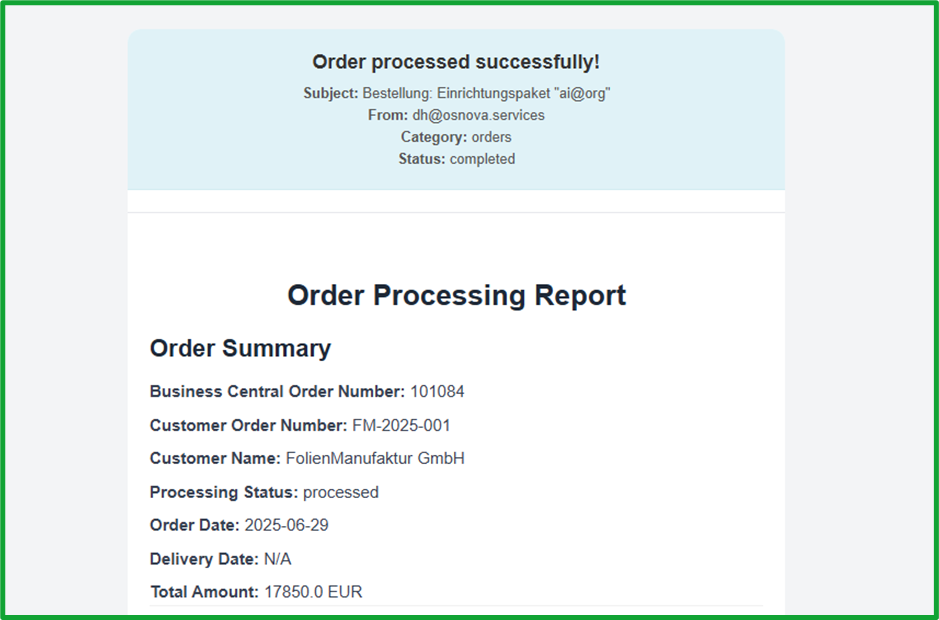 Order processed successfully!
Subject: Bestellung: Einrichtungspaket "ai@org"
From: dh@osnova.services
Category: orders
Status: completed
Order Processing Report
Order Summary
Business Central Order Number: 101084
Customer Order Number: FM-2025-001
Customer Name: FolienManufaktur GmbH
Processing Status: processed
Order Date: 2025-06-29
Delivery Date: N/A
Total Amount: 17850.0 EUR